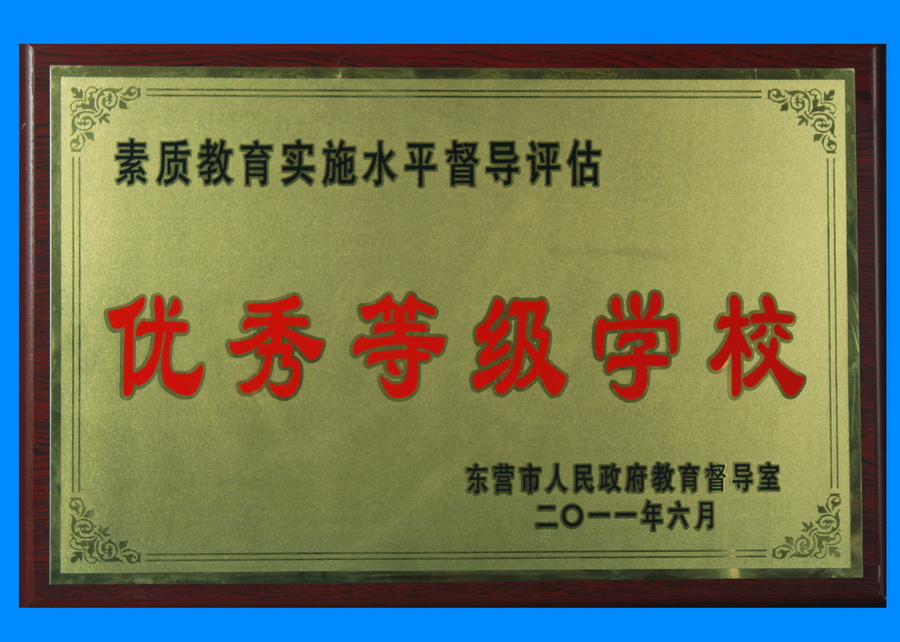 素质教育实施水平督导评估
优秀等级学校
东营市人民政府教育督导室
二〇一一年六月